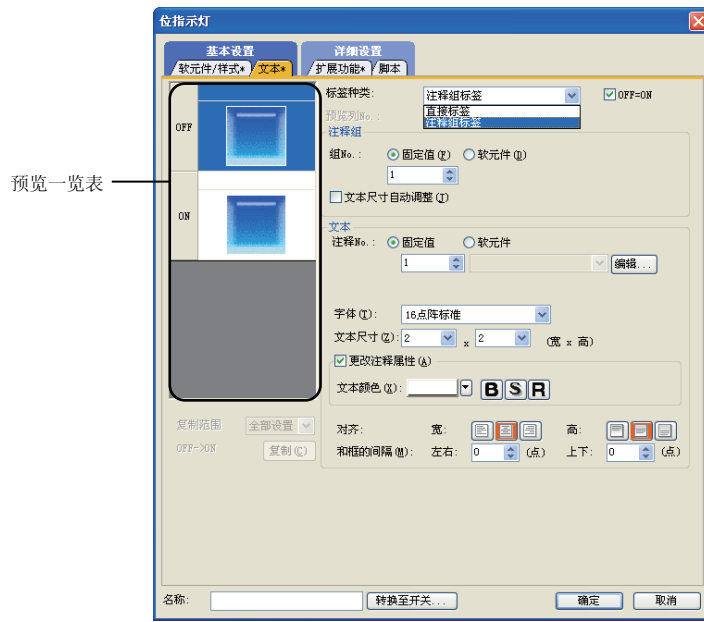 位指示灯
基本设置 详细设置
软元件/样式* 文本* 扩展功能* 脚本
标签种类: 注释组标签 OFF=ON
直接标签
注释组标签
预览列No.:
OFF
ON
预览一览表
注释组
组No.: 固定值(F) 软元件(D)
1
文本尺寸自动调整(J)
文本
注释No.: 固定值 软元件
1 编辑...
字体(T): 16点阵标准
文本尺寸(Z): 2 x 2 (宽 x 高)
更改注释属性(A)
文本颜色(X): B S R
复制范围 全部设置
OFF->ON 复制(C)
对齐: 宽: 高:
和框的间隔(M): 左右: 0 (点) 上下: 0 (点)
名称: 转换至开关... 确定 取消